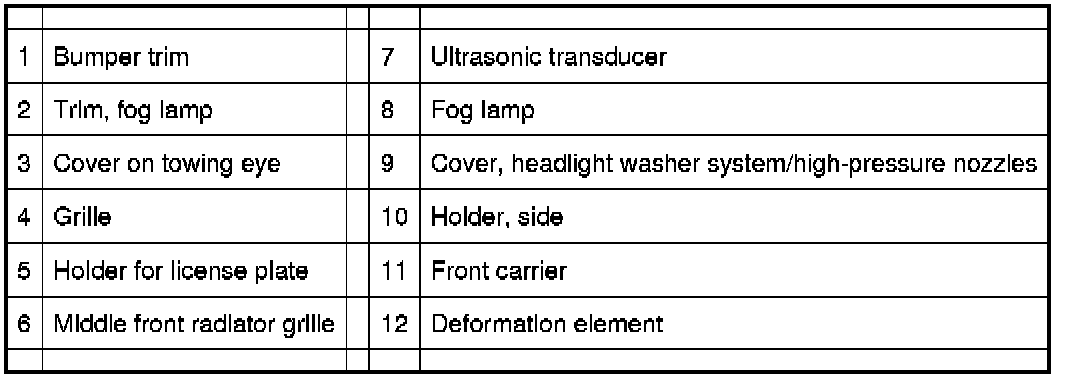 1 Bumper trim 7 Ultrasonic transducer
2 Trim, fog lamp 8 Fog lamp
3 Cover on towing eye 9 Cover, headlight washer system/high-pressure nozzles
4 Grille 10 Holder, side
5 Holder for license plate 11 Front carrier
6 Middle front radiator grille 12 Deformation element